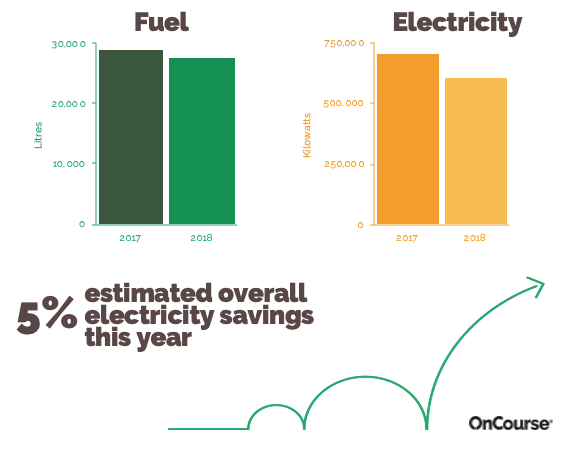 Fuel
30,000
20,000
10,000
0
Litres
2017
2018
Electricity
750,000
500,000
250,000
0
Kilowatts
2017
2018
5%
estimated overall
electricity savings
this year
OnCourse®